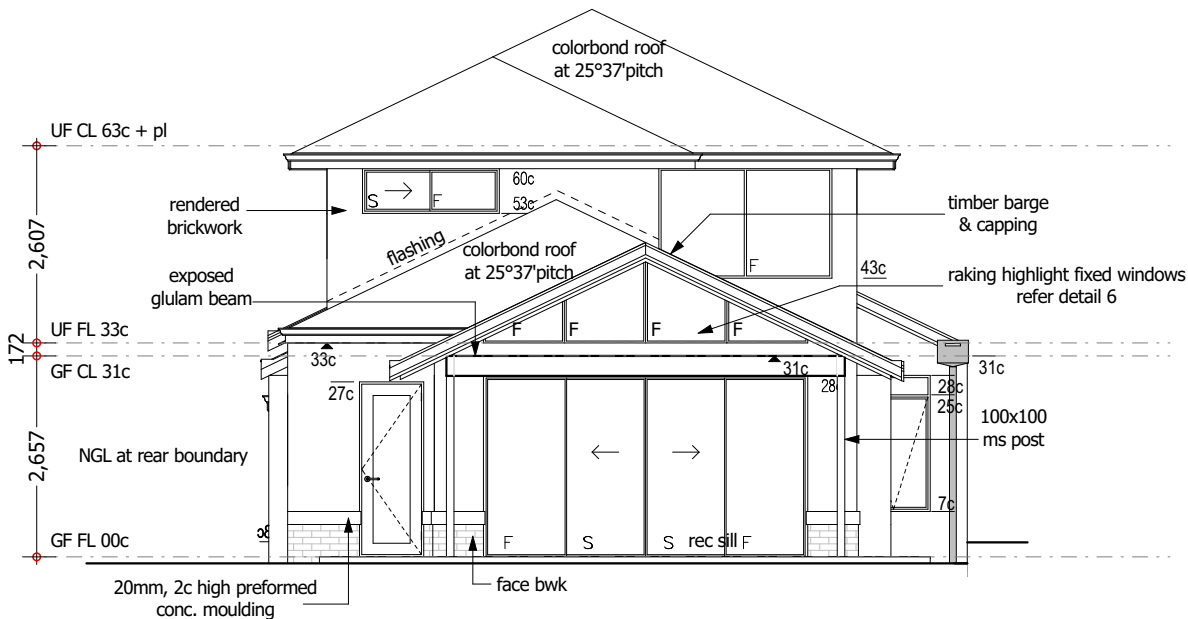 colorbond roof
at 25°37'pitch
UF CL 63c + pl
60c
S
F
53c
rendered
brickwork
timber barge
& capping
flashing
colorbond roof
at 25°37'pitch
2,607
F
43c
exposed
glulam beam
raking highlight fixed windows
refer detail 6
UF FL 33c
F
F
F
F
172
33c
31c
31c
GF CL 31c
27c
28c
25c
100x100
ms post
2,657
NGL at rear boundary
7c
GF FL 00c
F
S
S
rec sill
F
face bwk
20mm, 2c high preformed
conc. moulding